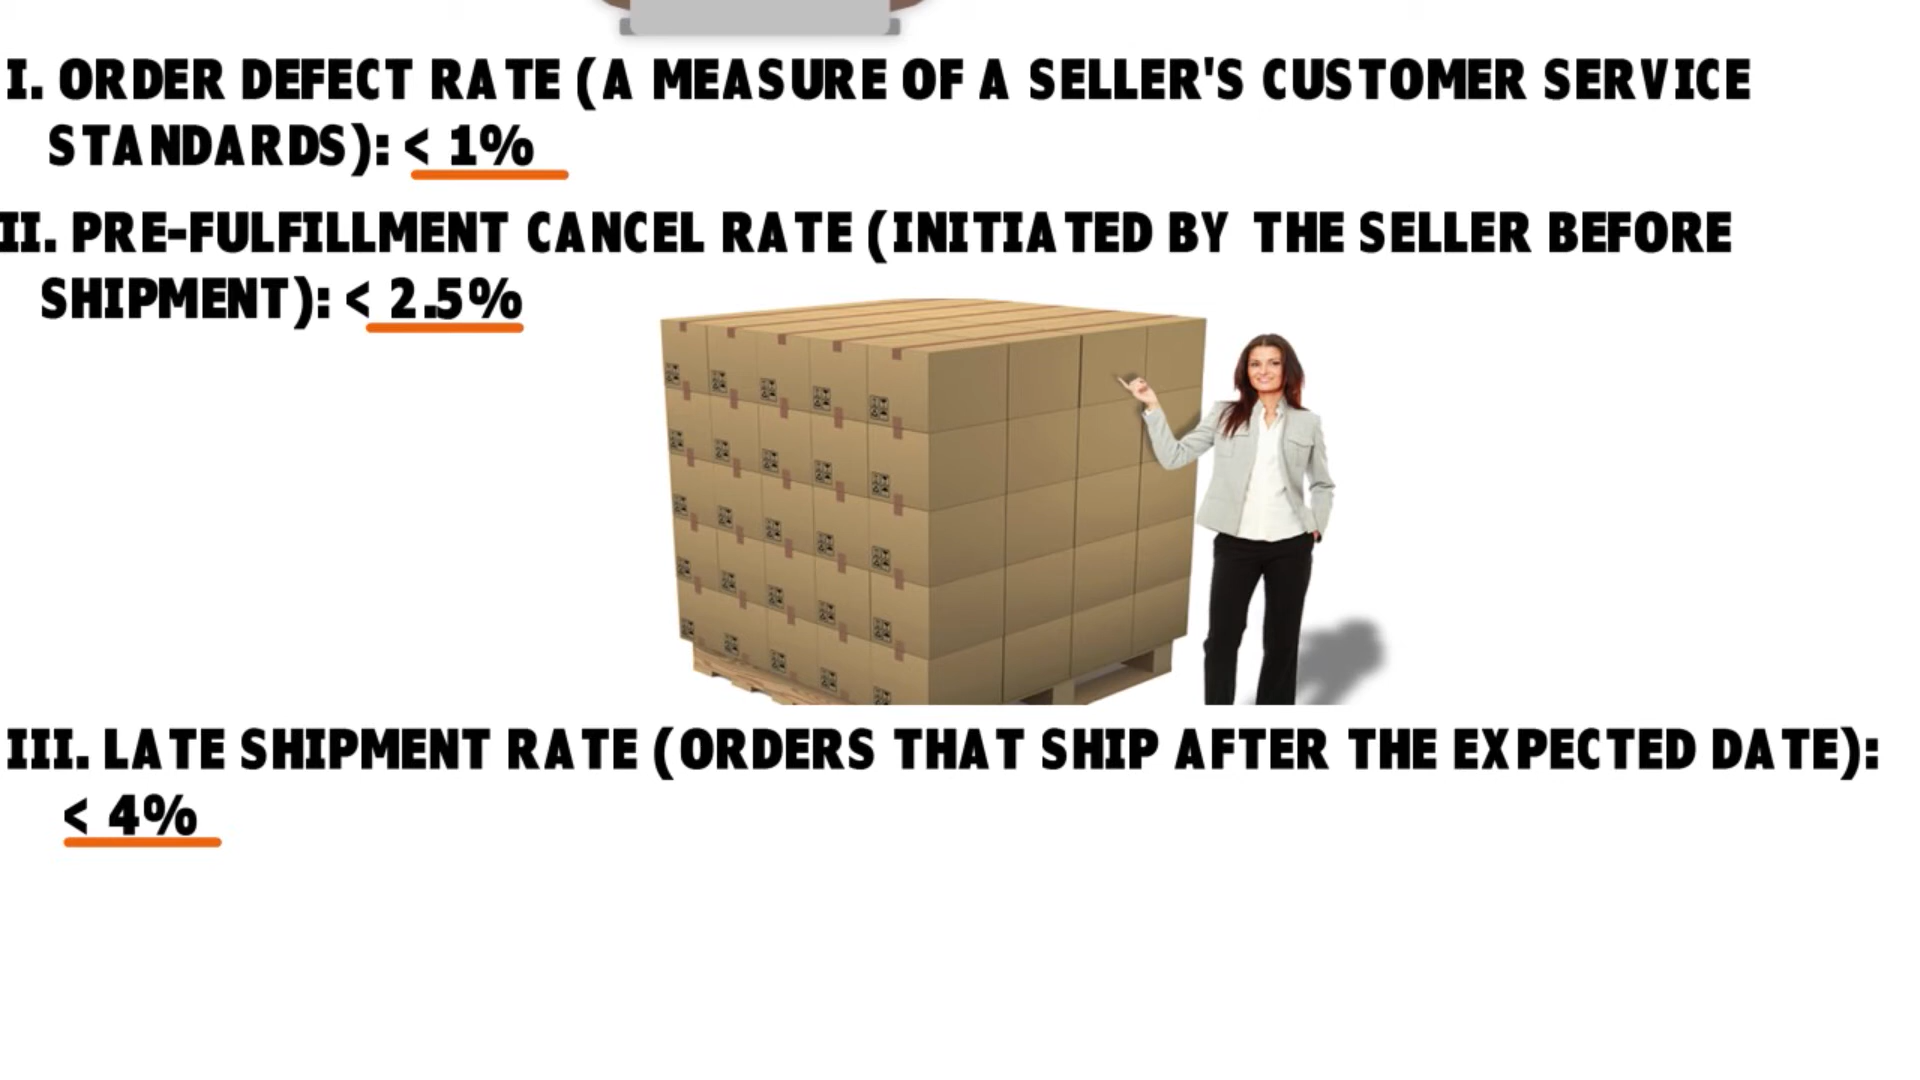 I. ORDER DEFECT RATE (A MEASURE OF A SELLER'S CUSTOMER SERVICE
STANDARDS): < 1%
II. PRE-FULFILLMENT CANCEL RATE (INITIATED BY THE SELLER BEFORE
SHIPMENT): < 2.5%
III. LATE SHIPMENT RATE (ORDERS THAT SHIP AFTER THE EXPECTED DATE):
< 4%